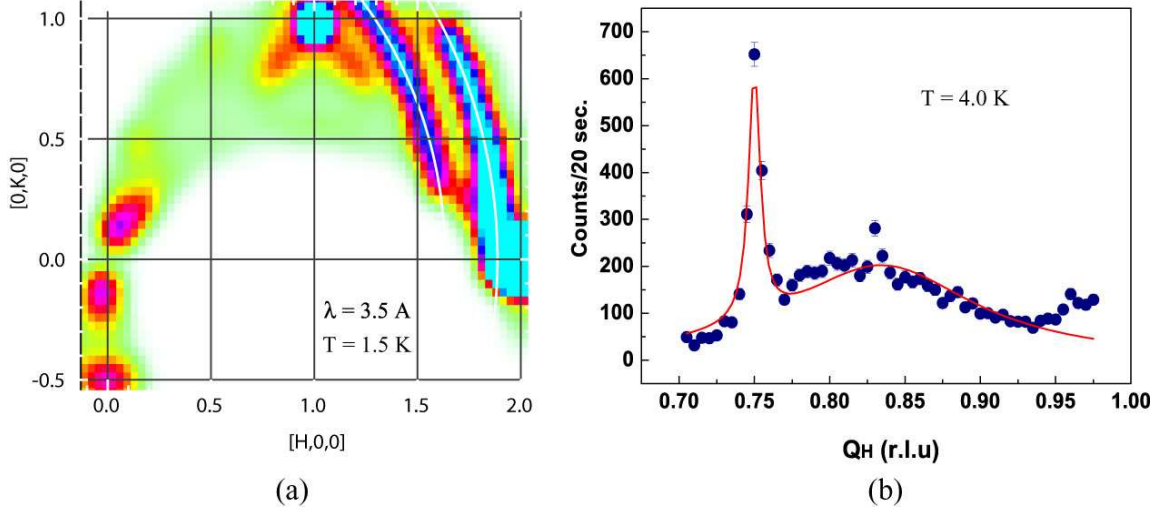 1.0
0.5
0.0
-0.5
[0,K,0]
λ = 3.5 A
T = 1.5 K
0.0 0.5 1.0 1.5 2.0
[H,0,0]
(a)
700
600
500
400
300
200
100
0
Counts/20 sec.
T = 4.0 K
0.70 0.75 0.80 0.85 0.90 0.95 1.00
QH (r.l.u)
(b)